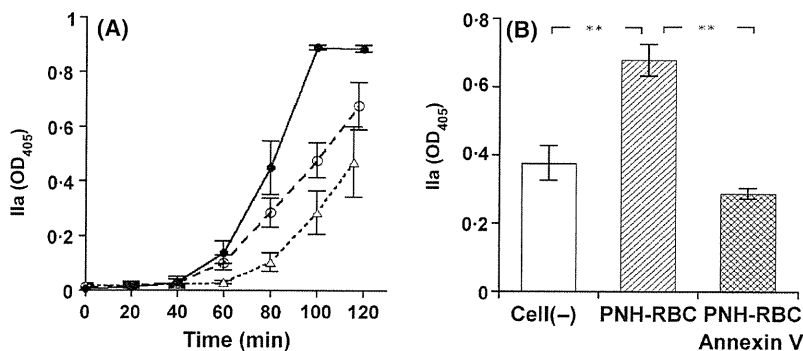 (A)
IIa (OD405)
1
0·8
0·6
0·4
0·2
0
0 20 40 60 80 100 120
Time (min)
(B)
** **
IIa (OD405)
0·8
0·6
0·4
0·2
0
Cell(–) PNH-RBC PNH-RBC
Annexin V